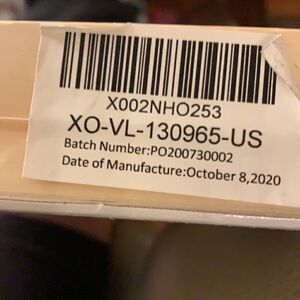 X002NHO253
XO-VL-130965-US
Batch Number:PO200730002
Date of Manufacture:October 8,2020